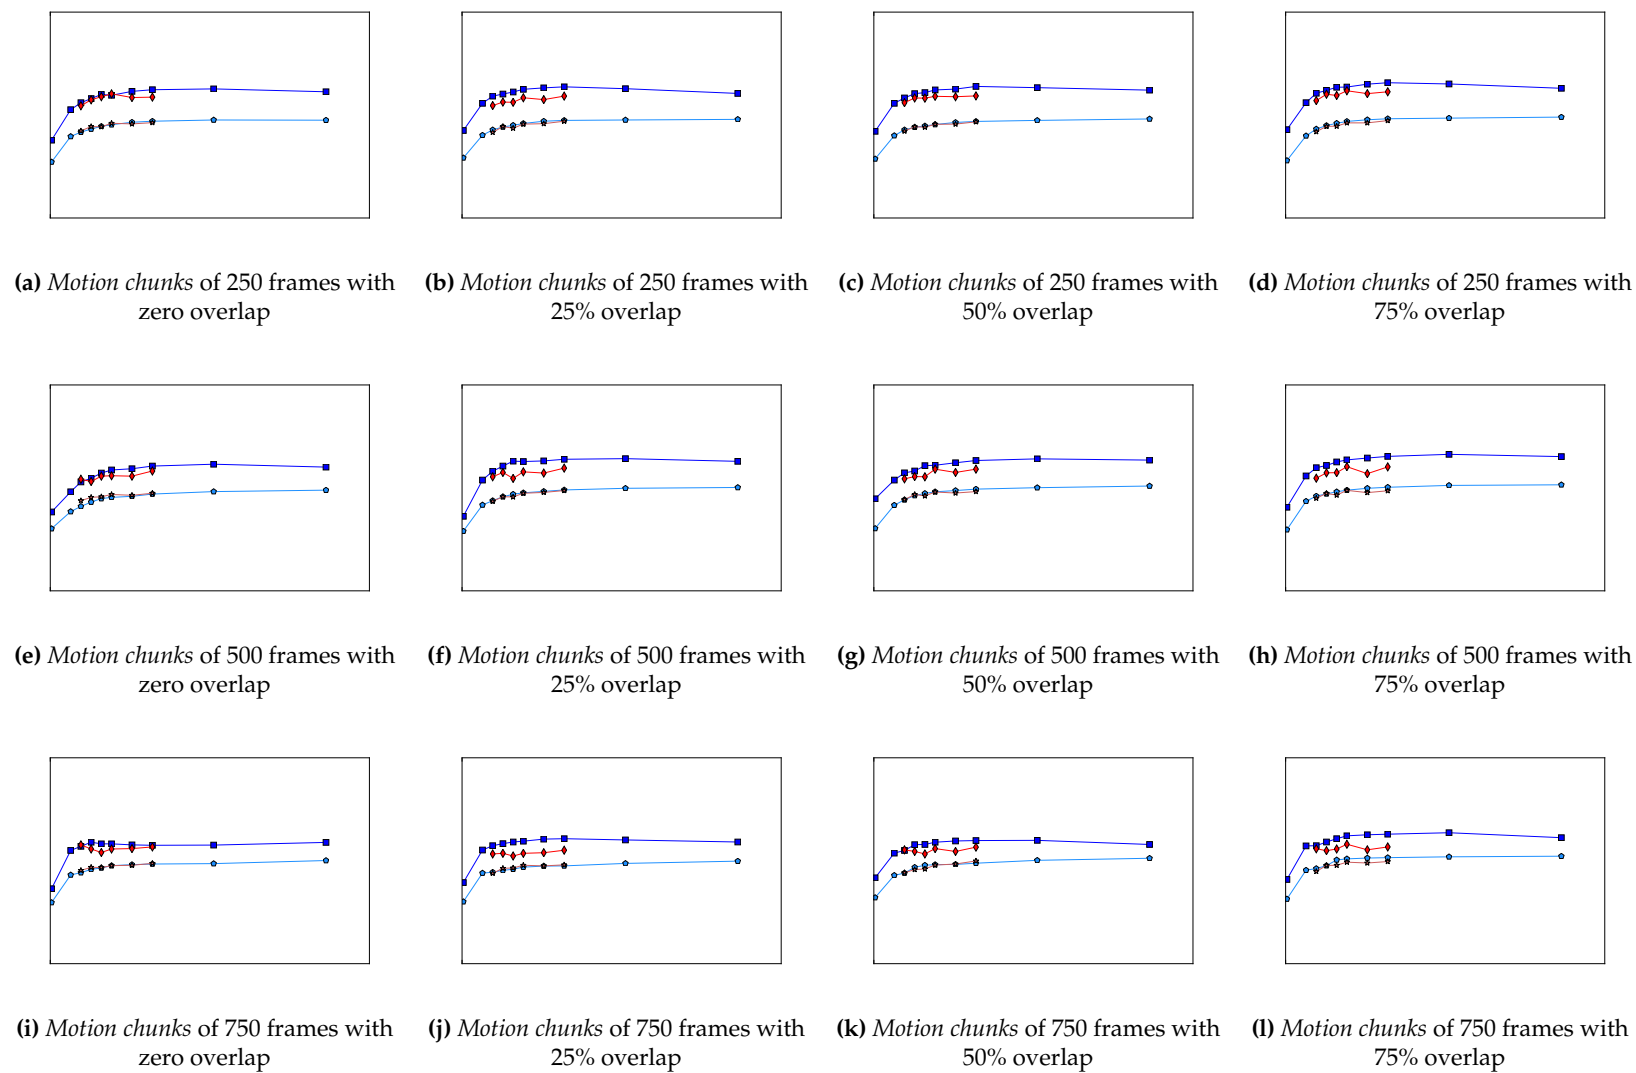 (a) Motion chunks of 250 frames with
zero overlap
(b) Motion chunks of 250 frames with
25% overlap
(c) Motion chunks of 250 frames with
50% overlap
(d) Motion chunks of 250 frames with
75% overlap
(e) Motion chunks of 500 frames with
zero overlap
(f) Motion chunks of 500 frames with
25% overlap
(g) Motion chunks of 500 frames with
50% overlap
(h) Motion chunks of 500 frames with
75% overlap
(i) Motion chunks of 750 frames with
zero overlap
(j) Motion chunks of 750 frames with
25% overlap
(k) Motion chunks of 750 frames with
50% overlap
(l) Motion chunks of 750 frames with
75% overlap